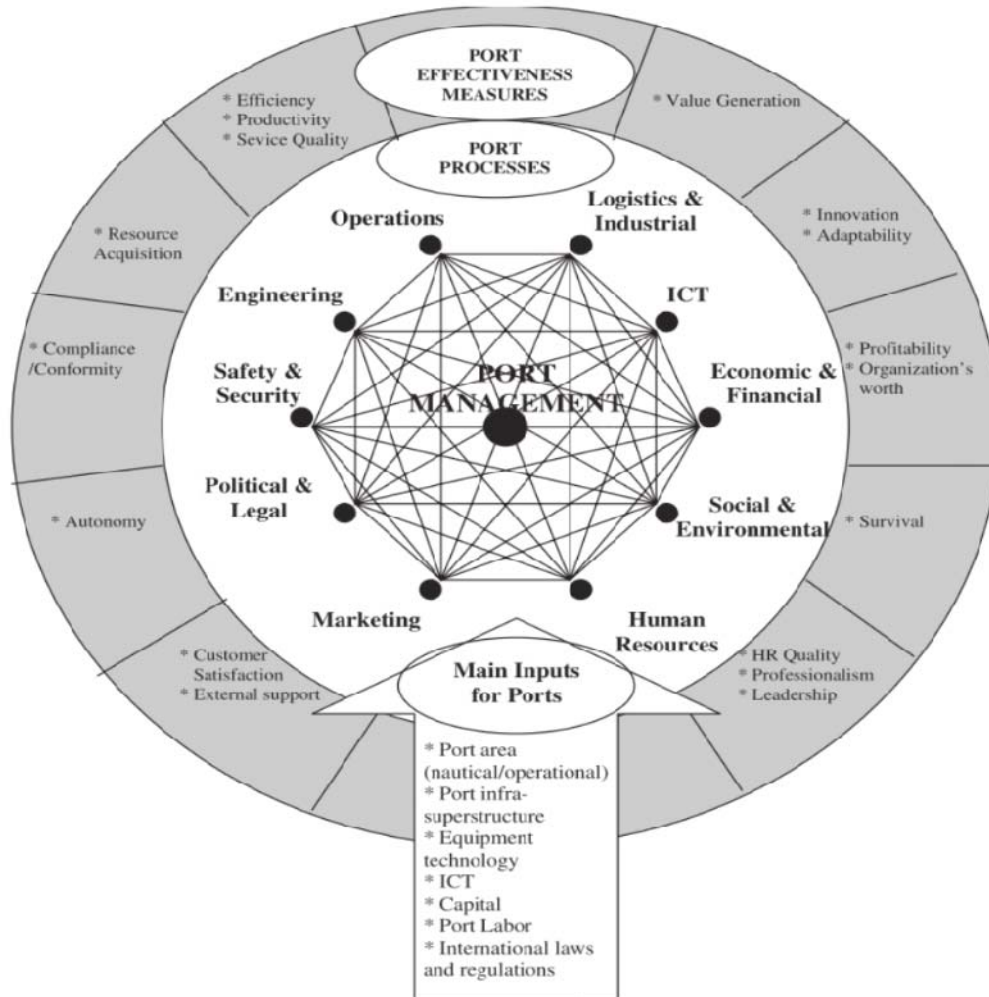 PORT
EFFECTIVENESS
MEASURES
* Efficiency
* Productivity
* Sevice Quality
* Value Generation
PORT
PROCESSES
Operations
Logistics &
Industrial
* Resource
Acquisition
* Innovation
* Adaptability
Engineering
ICT
* Compliance
/Conformity
Safety &
Security
PORT
MANAGEMENT
Economic &
Financial
* Profitability
* Organization's
worth
Political &
Legal
Social &
Environmental
* Autonomy
* Survival
Marketing
Human
Resources
* Customer
Satisfaction
* External support
* HR Quality
* Professionalism
* Leadership
Main Inputs
for Ports
* Port area
(nautical/operational)
* Port infra-
superstructure
* Equipment
technology
* ICT
* Capital
* Port Labor
* International laws
and regulations